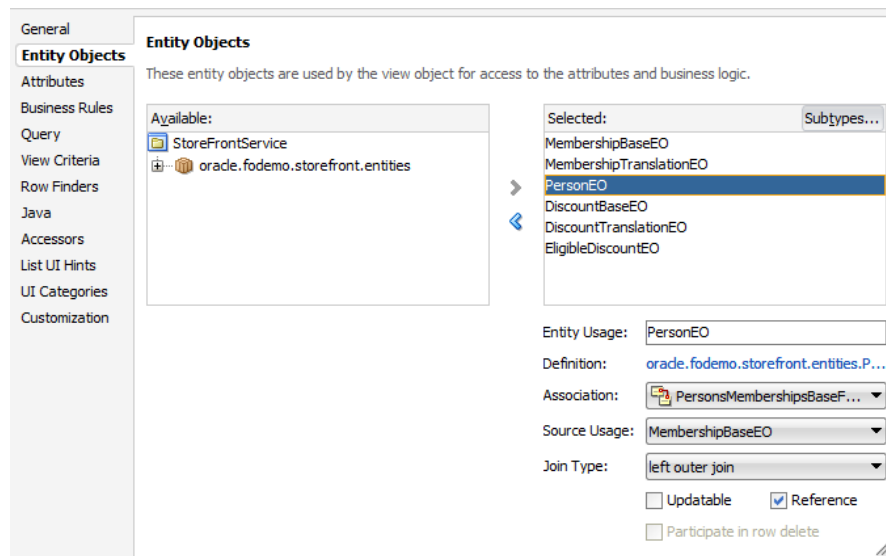 General
Entity Objects
Attributes
Business Rules
Query
View Criteria
Row Finders
Java
Accessors
List UI Hints
UI Categories
Customization
Entity Objects
These entity objects are used by the view object for access to the attributes and business logic.
Available:
StoreFrontService
oracle.fodemo.storefront.entities
Selected:
Subtypes...
MembershipBaseEO
MembershipTranslationEO
PersonEO
DiscountBaseEO
DiscountTranslationEO
EligibleDiscountEO
Entity Usage: PersonEO
Definition: oracle.fodemo.storefront.entities.P...
Association: PersonsMembershipsBaseF...
Source Usage: MembershipBaseEO
Join Type: left outer join
Updatable Reference
Participate in row delete